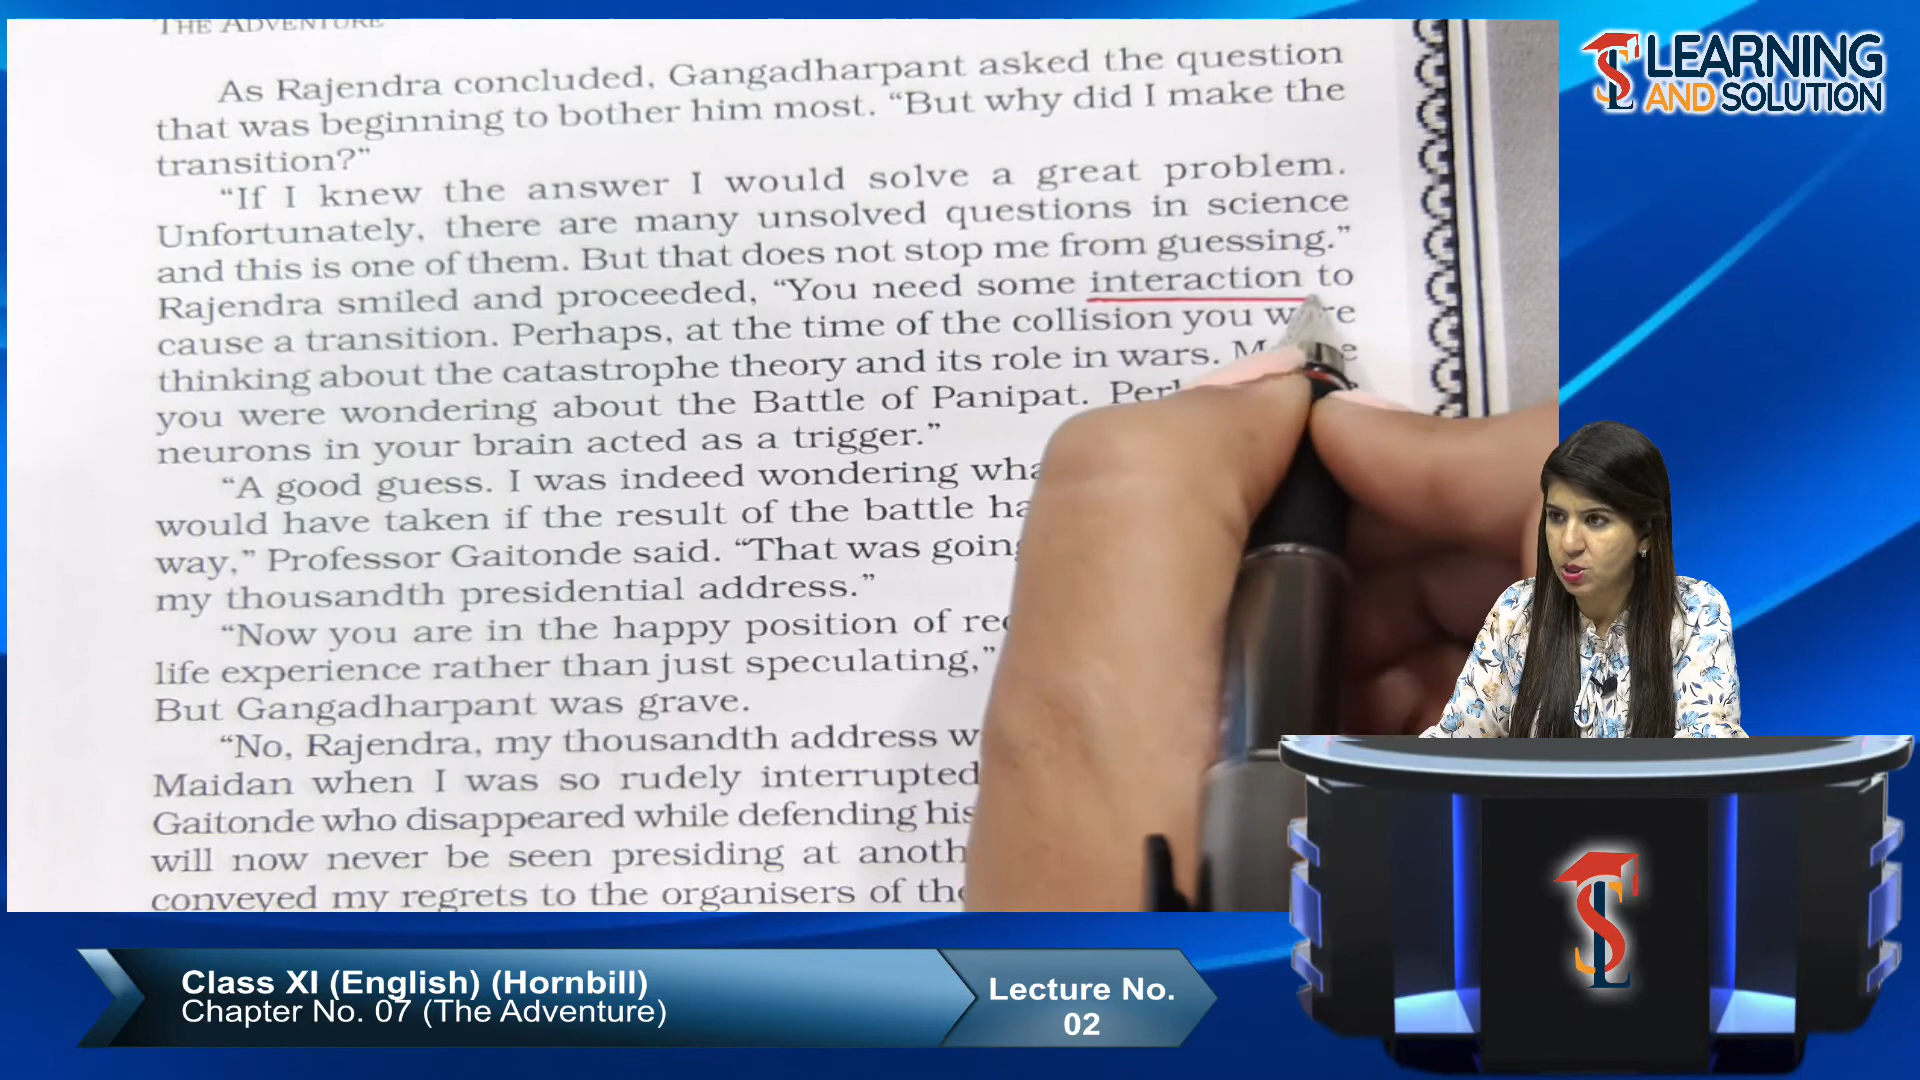 THE ADVENTURE
As Rajendra concluded, Gangadharpant asked the question
that was beginning to bother him most. “But why did I make the
transition?”
“If I knew the answer I would solve a great problem.
Unfortunately, there are many unsolved questions in science
and this is one of them. But that does not stop me from guessing.”
Rajendra smiled and proceeded, “You need some interaction to
cause a transition. Perhaps, at the time of the collision you were
thinking about the catastrophe theory and its role in wars.
you were wondering about the Battle of Panipat.
neurons in your brain acted as a trigger.”
“A good guess. I was indeed wondering
would have taken if the result of the battle
way,” Professor Gaitonde said. “That was
my thousandth presidential address.”
“Now you are in the happy position of
life experience rather than just speculating,”
But Gangadharpant was grave.
“No, Rajendra, my thousandth address
Maidan when I was so rudely interrupted
Gaitonde who disappeared while defending his
will now never be seen presiding at
conveyed my regrets to the organisers of
LEARNING
AND SOLUTION
Class XI (English) (Hornbill)
Chapter No. 07 (The Adventure)
Lecture No.
02